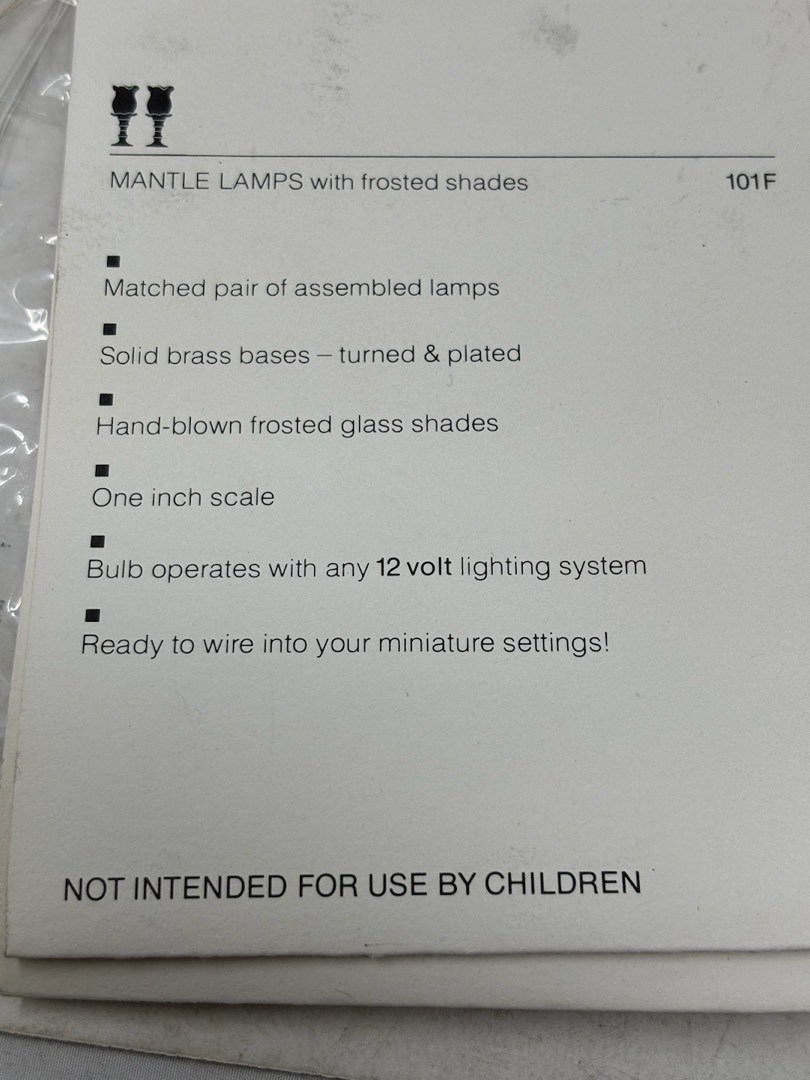 MANTLE LAMPS with frosted shades 101F
Matched pair of assembled lamps
Solid brass bases – turned & plated
Hand-blown frosted glass shades
One inch scale
Bulb operates with any 12 volt lighting system
Ready to wire into your miniature settings!
NOT INTENDED FOR USE BY CHILDREN